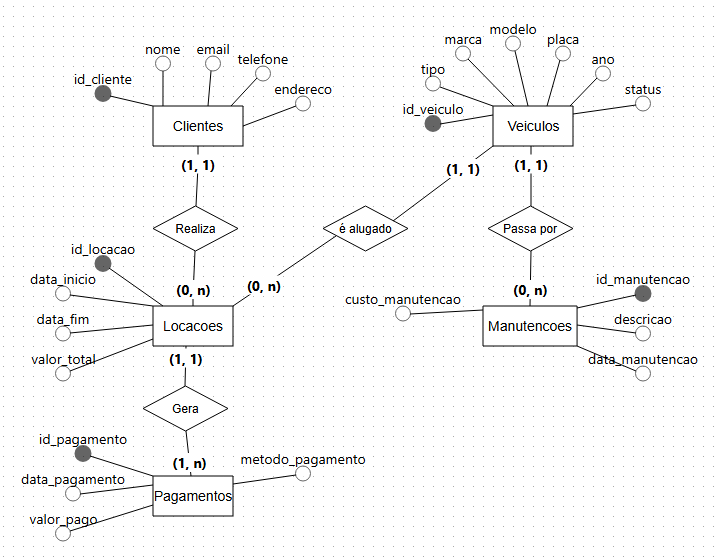 nome
email
telefone
id_cliente
endereco
Clientes
(1, 1)
modelo
marca
placa
tipo
ano
id_veiculo
status
Veiculos
(1, 1)
(1, 1)
Realiza
é alugado
Passa por
(0, n)
(0, n)
(0, n)
id_locacao
data_inicio
data_fim
valor_total
Locacoes
custo_manutencao
id_manutencao
descricao
data_manutencao
Manutencoes
(1, 1)
Gera
(1, n)
id_pagamento
data_pagamento
valor_pago
metodo_pagamento
Pagamentos